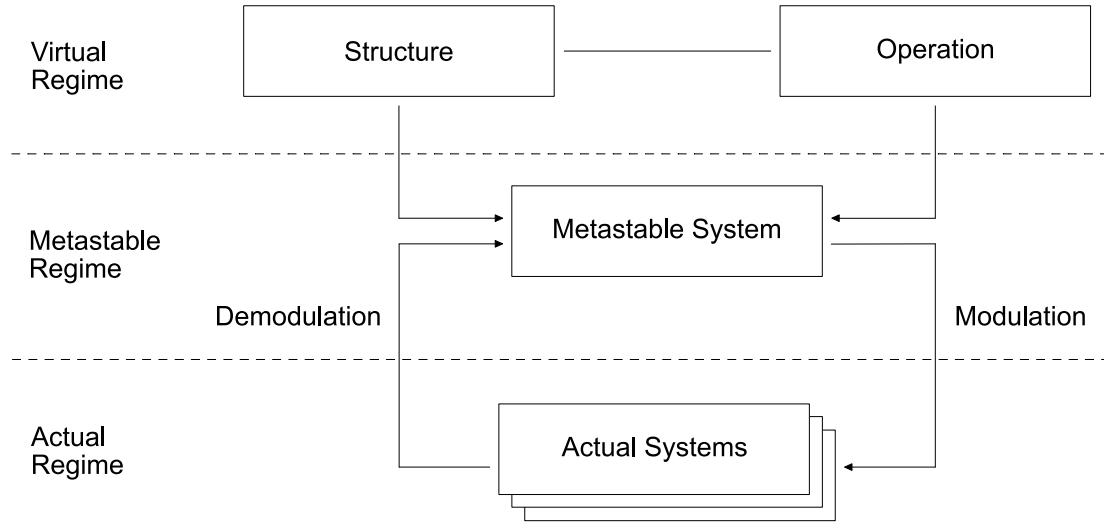 Virtual
Regime
Structure
Operation
Metastable
Regime
Metastable System
Demodulation
Modulation
Actual
Regime
Actual Systems